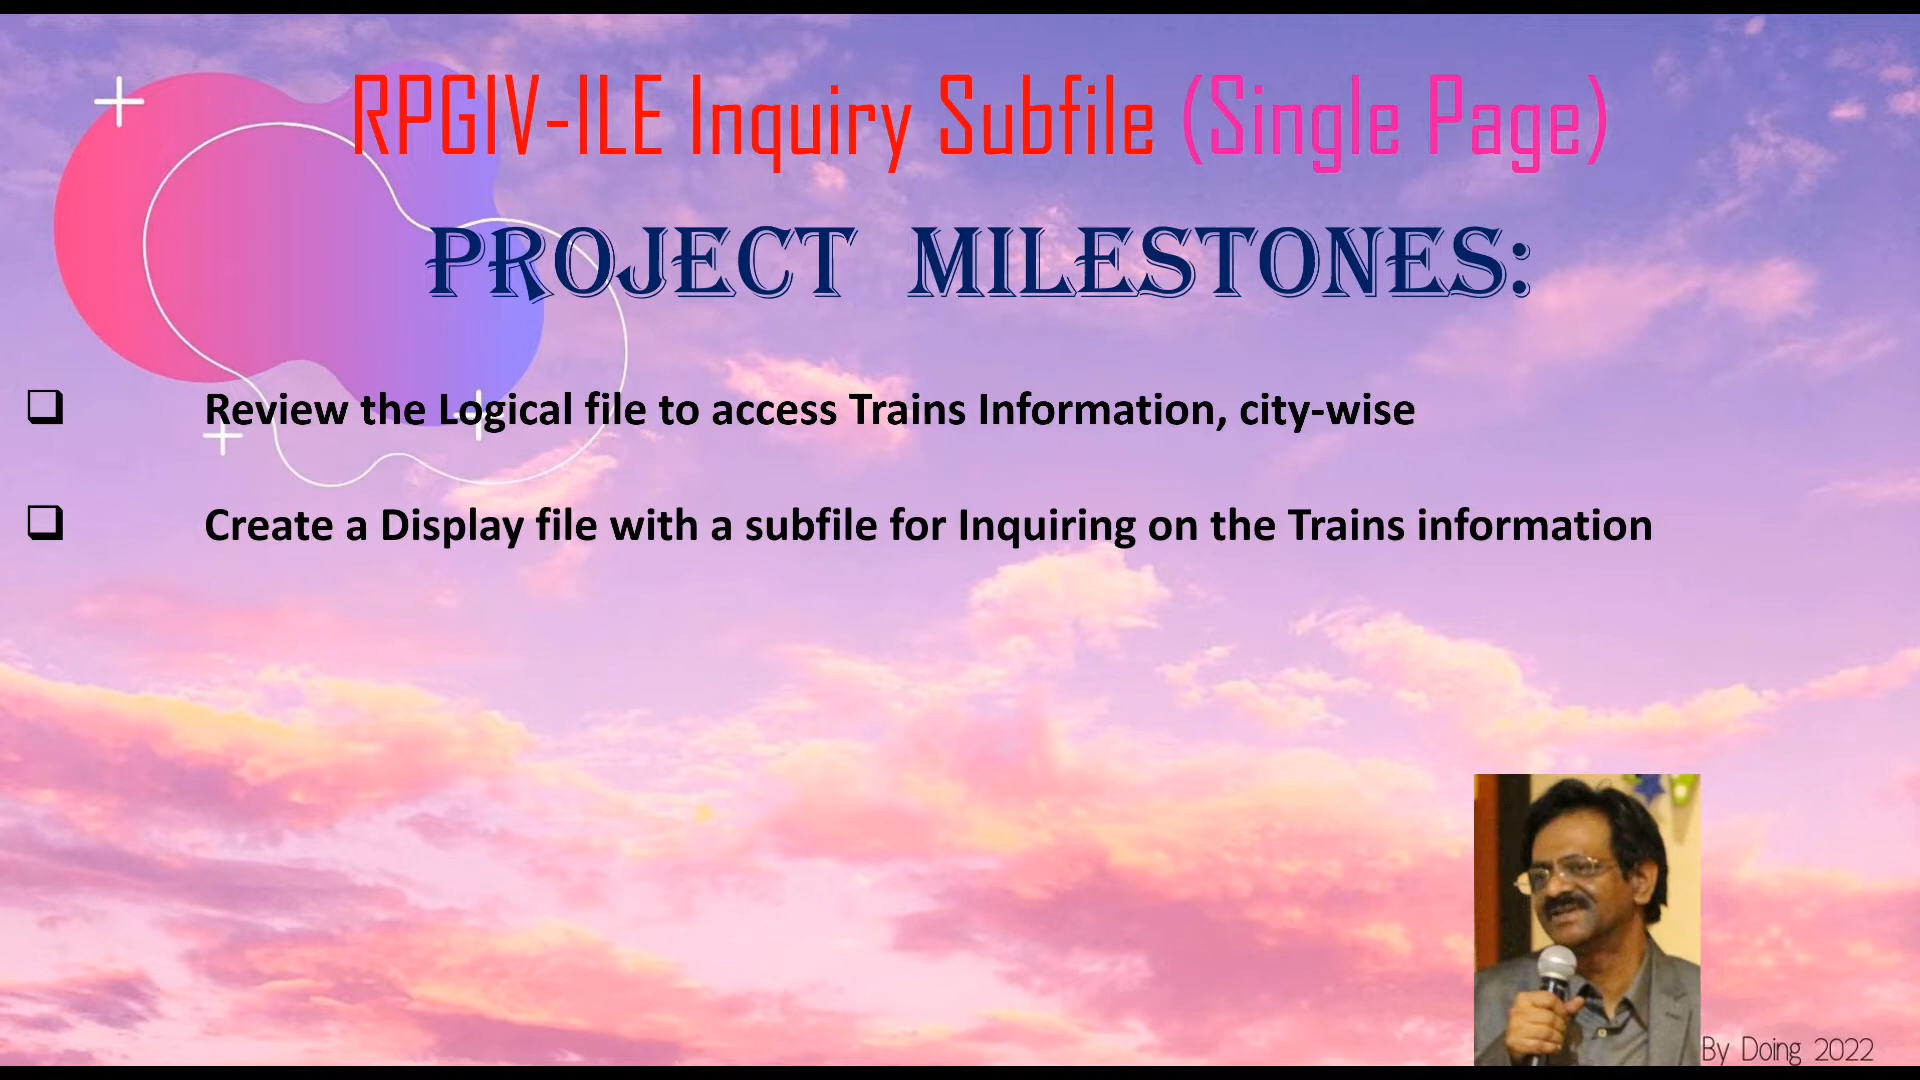 RPGIV-ILE Inquiry Subfile (Single Page)
PROJECT MILESTONES:
❑ Review the Logical file to access Trains Information, city-wise
❑ Create a Display file with a subfile for Inquiring on the Trains information
By Doing 2022